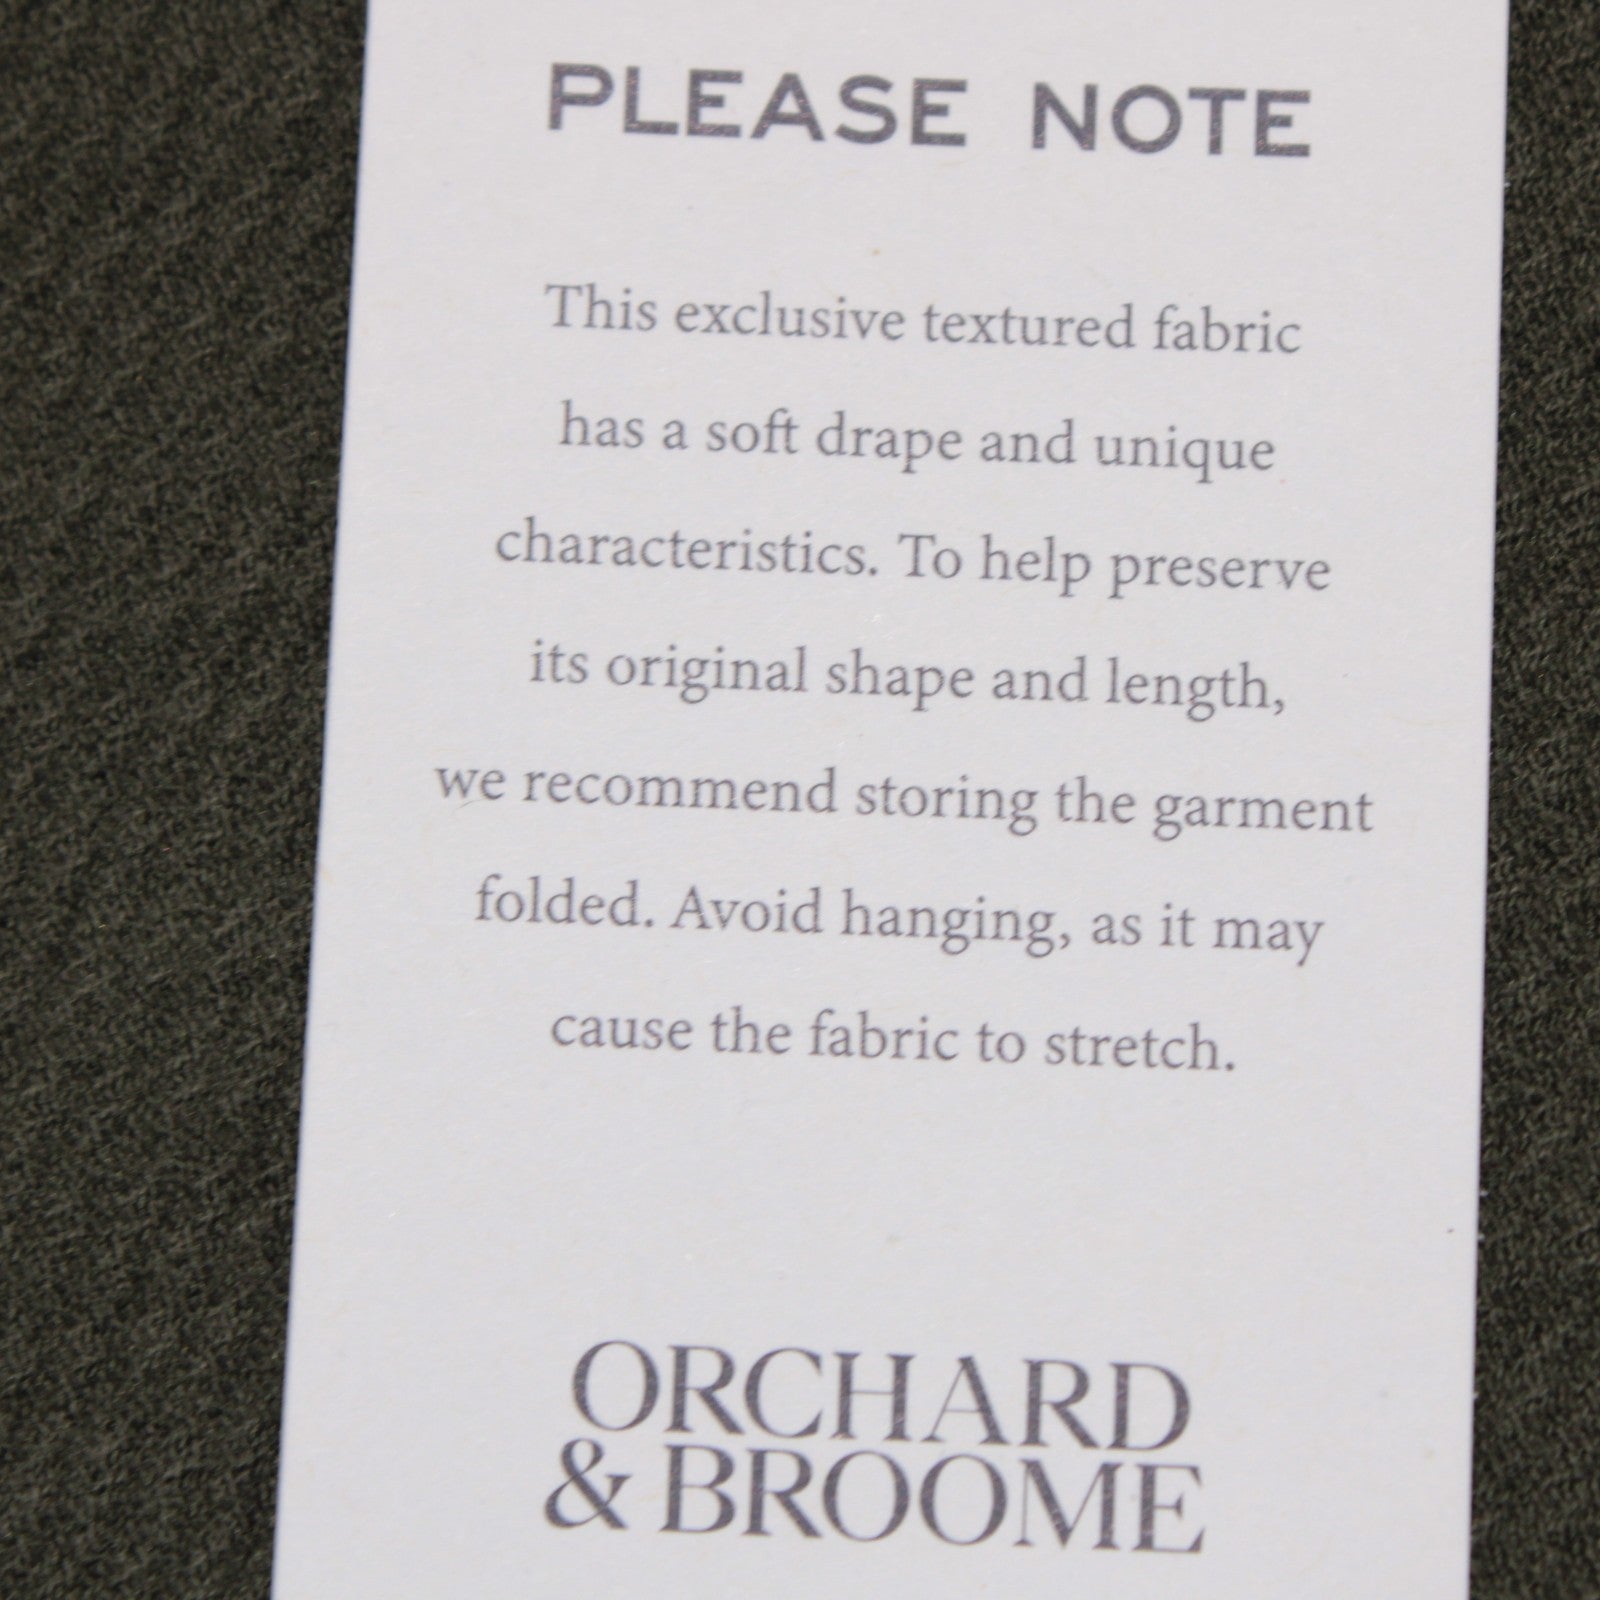 PLEASE NOTE
This exclusive textured fabric
has a soft drape and unique
characteristics. To help preserve
its original shape and length,
we recommend storing the garment
folded. Avoid hanging, as it may
cause the fabric to stretch.
ORCHARD
& BROOME